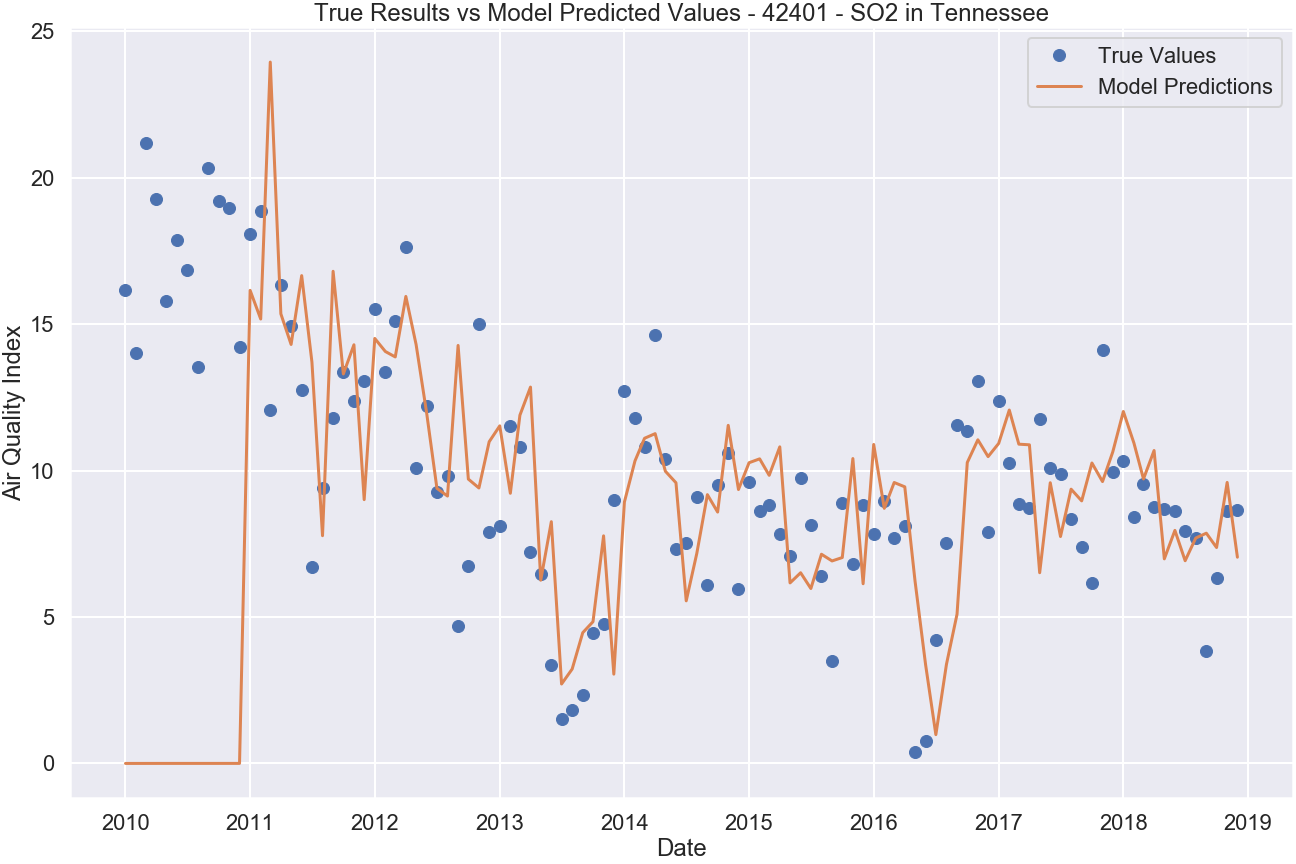 True Results vs Model Predicted Values - 42401 - SO2 in Tennessee
True Values
Model Predictions
Air Quality Index
25
20
15
10
5
0
2010 2011 2012 2013 2014 2015 2016 2017 2018 2019
Date